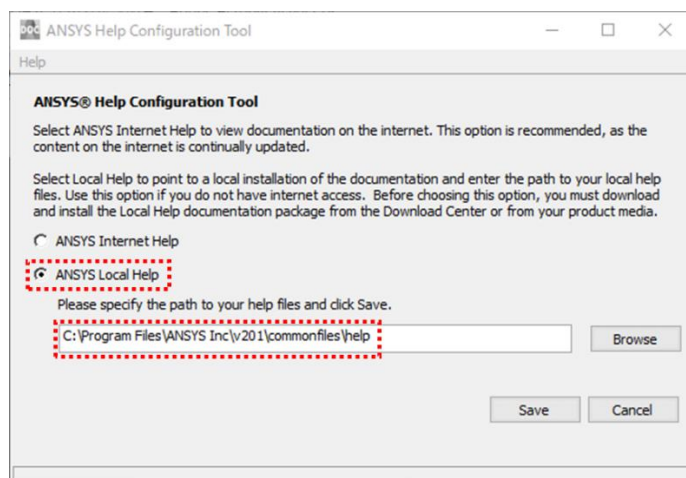 DOC ANSYS Help Configuration Tool
Help
ANSYS® Help Configuration Tool
Select ANSYS Internet Help to view documentation on the internet. This option is recommended, as the
content on the internet is continually updated.
Select Local Help to point to a local installation of the documentation and enter the path to your local help
files. Use this option if you do not have internet access.  Before choosing this option, you must download
and install the Local Help documentation package from the Download Center or from your product media.
ANSYS Internet Help
ANSYS Local Help
Please specify the path to your help files and click Save.
C:\Program Files\ANSYS Inc\v201\commonfiles\help
Browse
Save Cancel